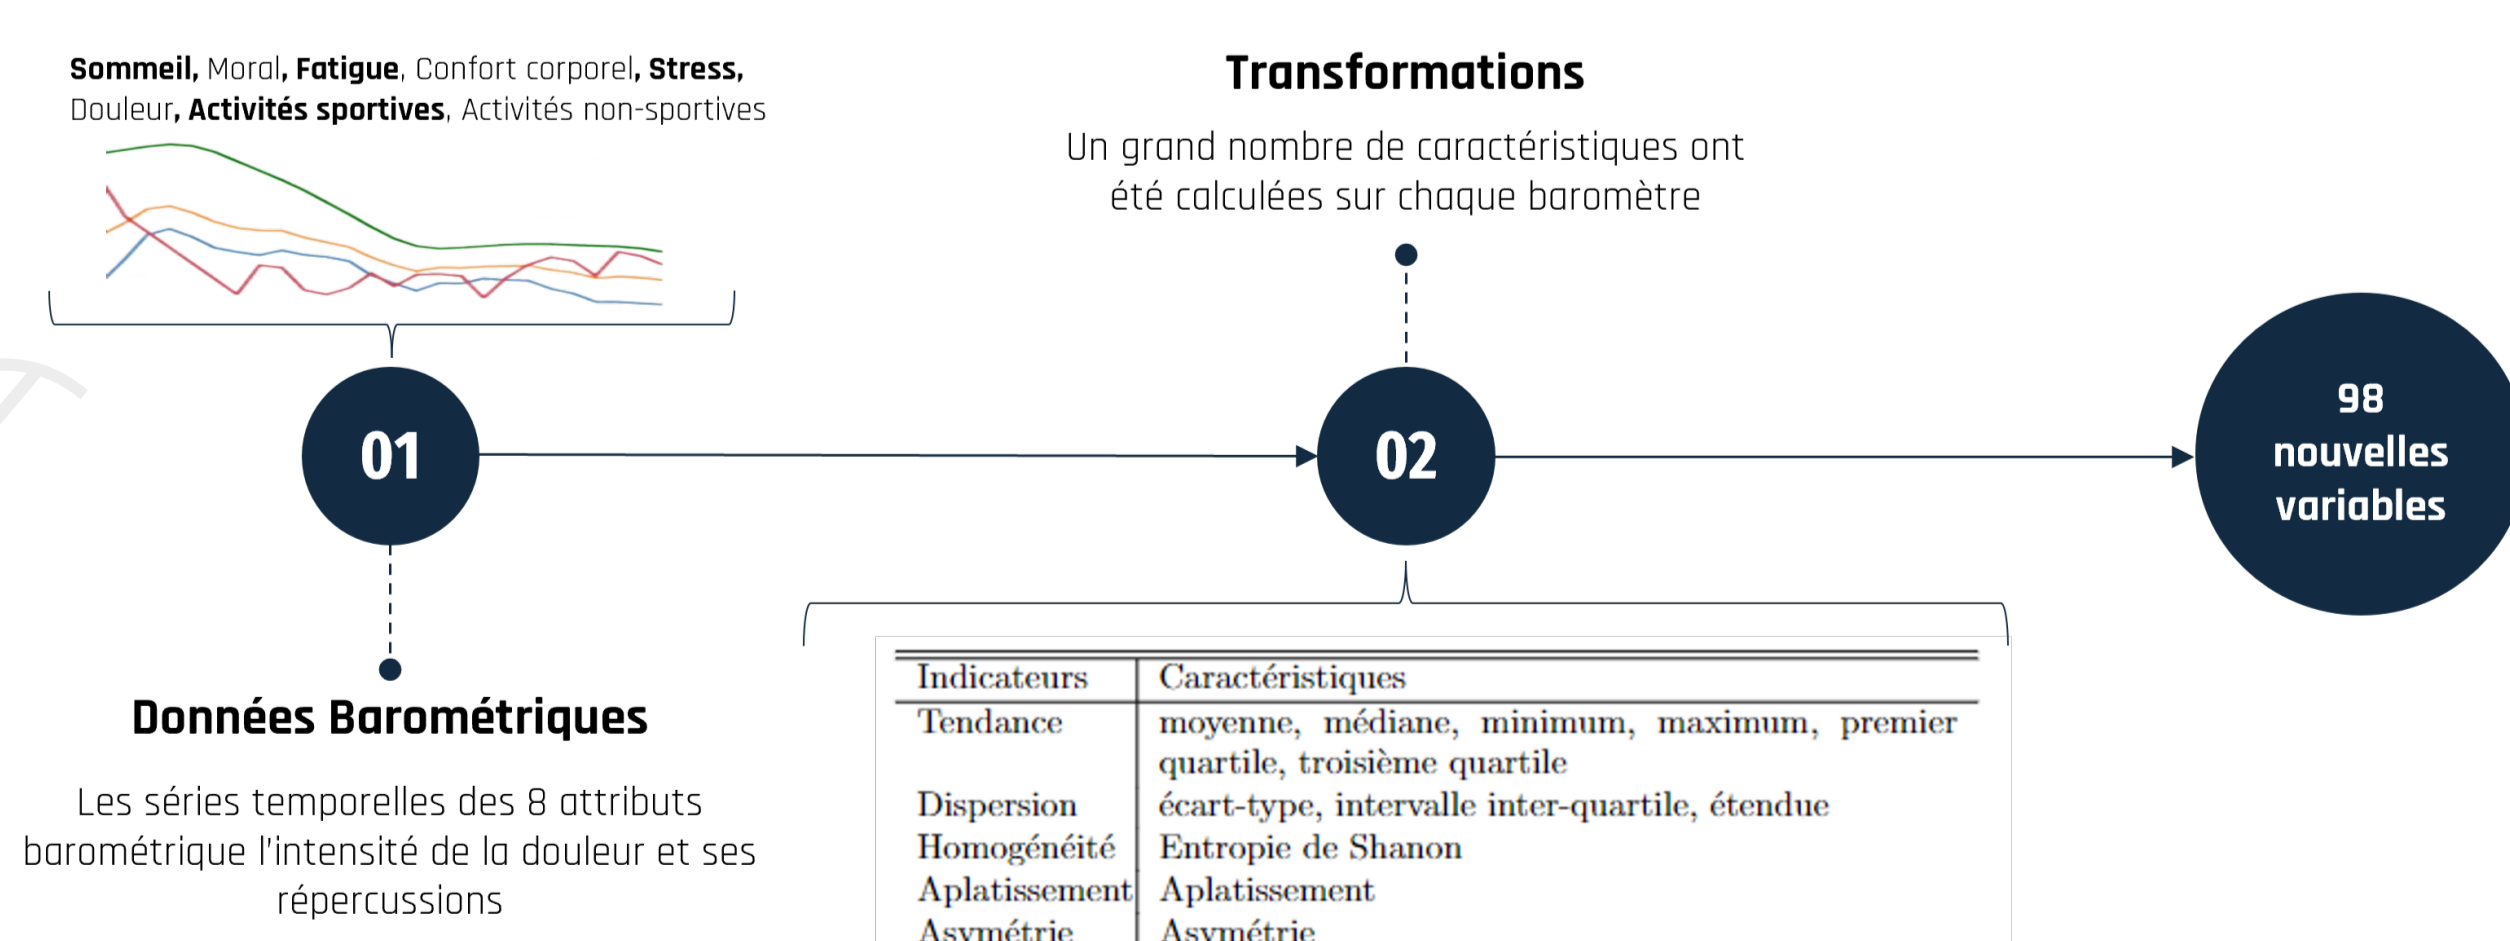 Sommeil, Moral, Fatigue, Confort corporel, Stress,
Douleur, Activités sportives, Activités non-sportives
Transformations
Un grand nombre de caractéristiques ont
été calculées sur chaque baromètre
01
02
98
nouvelles
variables
Données Barométriques
Les séries temporelles des 8 attributs
barométrique l'intensité de la douleur et ses
répercussions
Indicateurs Caractéristiques
Tendance moyenne, médiane, minimum, maximum, premier
quartile, troisième quartile
Dispersion écart-type, intervalle inter-quartile, étendue
Homogénéité Entropie de Shanon
Aplatissement Aplatissement
Asymétrie Asymétrie